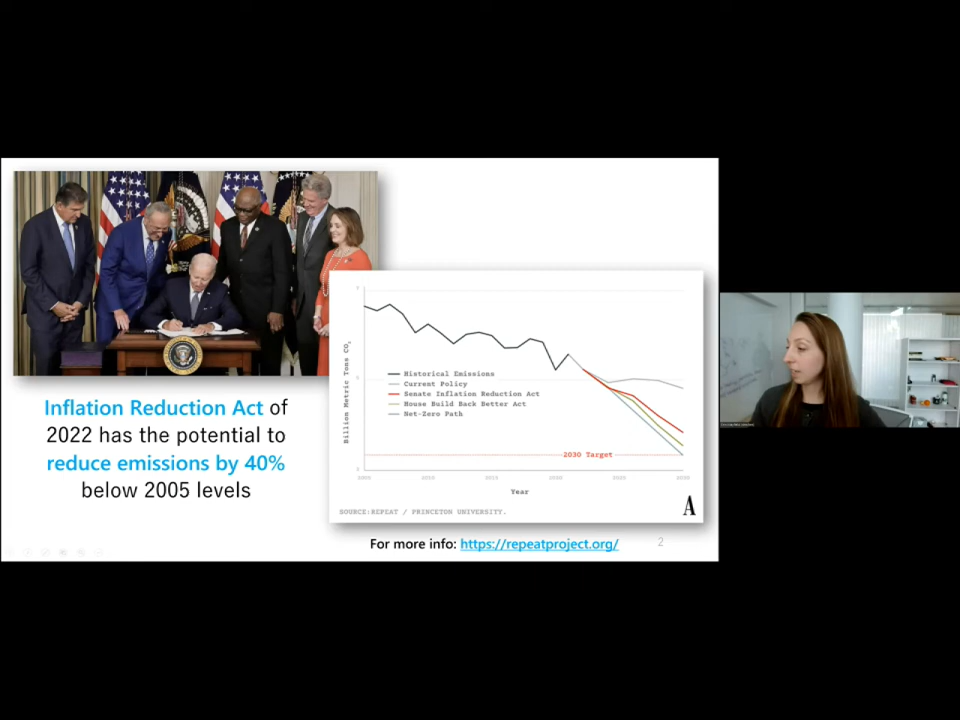 Inflation Reduction Act of
2022 has the potential to
reduce emissions by 40%
below 2005 levels
Billion Metric Tons CO₂
Historical Emissions
Current Policy
Senate Inflation Reduction Act
House Build Back Better Act
Net-Zero Path
2030 Target
Year
SOURCE:REPEAT / PRINCETON UNIVERSITY.
A
For more info: https://repeatproject.org/
2